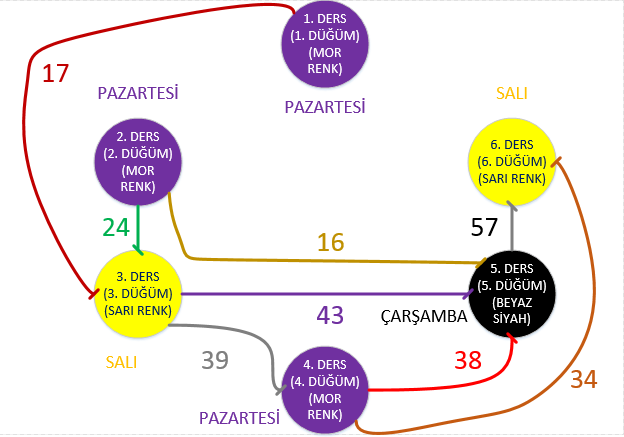 1. DERS
(1. DÜĞÜM)
(MOR
RENK)
17
PAZARTESİ
PAZARTESİ
SALI
2. DERS
(2. DÜĞÜM)
(MOR
RENK)
6. DERS
(6. DÜĞÜM)
(SARI RENK)
24
16
57
3. DERS
(3. DÜĞÜM)
(SARI RENK)
5. DERS
(5. DÜĞÜM)
(BEYAZ
SİYAH)
43
ÇARŞAMBA
SALI
39
38
34
4. DERS
(4. DÜĞÜM)
(MOR
RENK)
PAZARTESİ